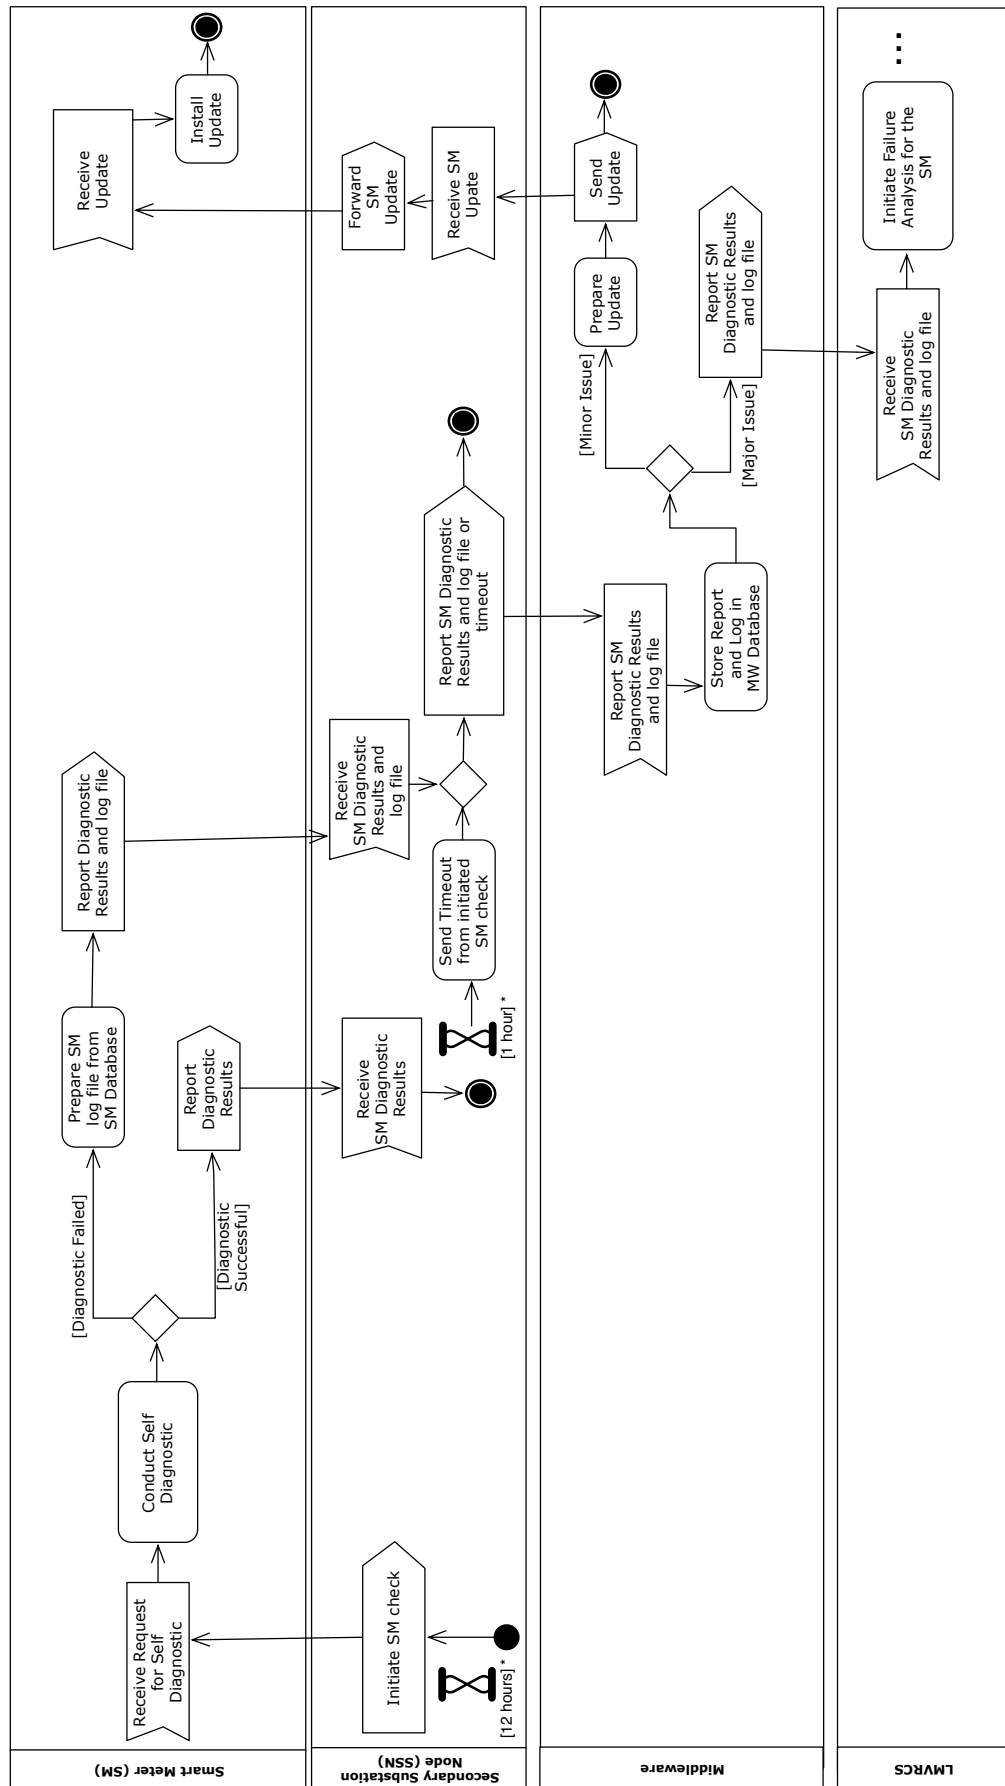 Smart Meter (SM)
Receive Request
for Self
Diagnostic
Conduct Self
Diagnostic
[Diagnostic Failed]
[Diagnostic
Successful]
Prepare SM
log file from
SM Database
Report
Diagnostic
Results
Report Diagnostic
Results and log file
Receive
Update
Install
Update
Secondary Substation
Node (SSN)
[12 hours] *
Initiate SM check
Receive
SM Diagnostic
Results
[1 hour] *
Send Timeout
from initiated
SM check
Receive
SM Diagnostic
Results and
log file
Report SM Diagnostic
Results and log file or
timeout
Forward
SM
Update
Receive SM
Upate
Middleware
Report SM
Diagnostic Results
and log file
Store Report
and Log in
MW Database
[Minor Issue]
[Major Issue]
Prepare
Update
Send
Update
Report SM
Diagnostic Results
and log file
LMVRCS
Receive
SM Diagnostic
Results and log file
Initiate Failure
Analysis for the
SM
...